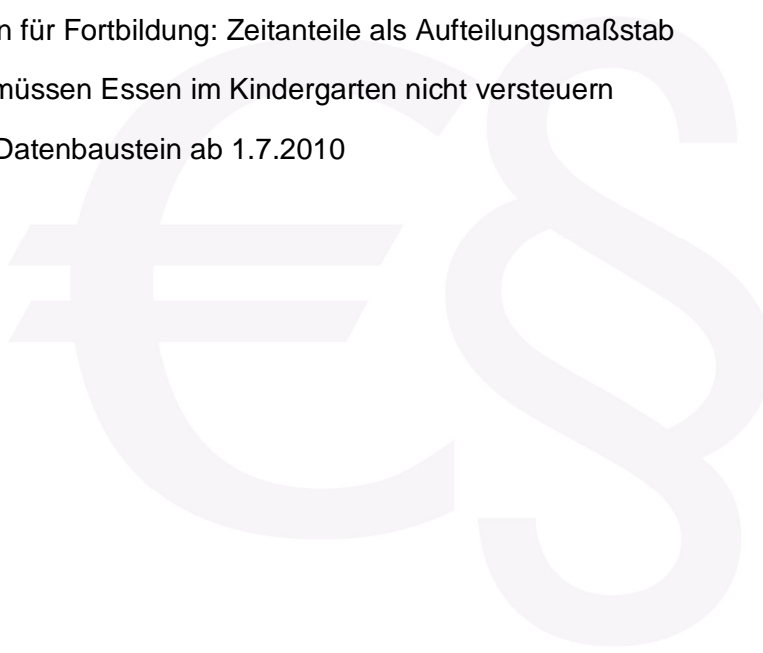 für Fortbildung: Zeitanteile als Aufteilungsmaßstab
müssen Essen im Kindergarten nicht versteuern
Datenbaustein ab 1.7.2010
€§